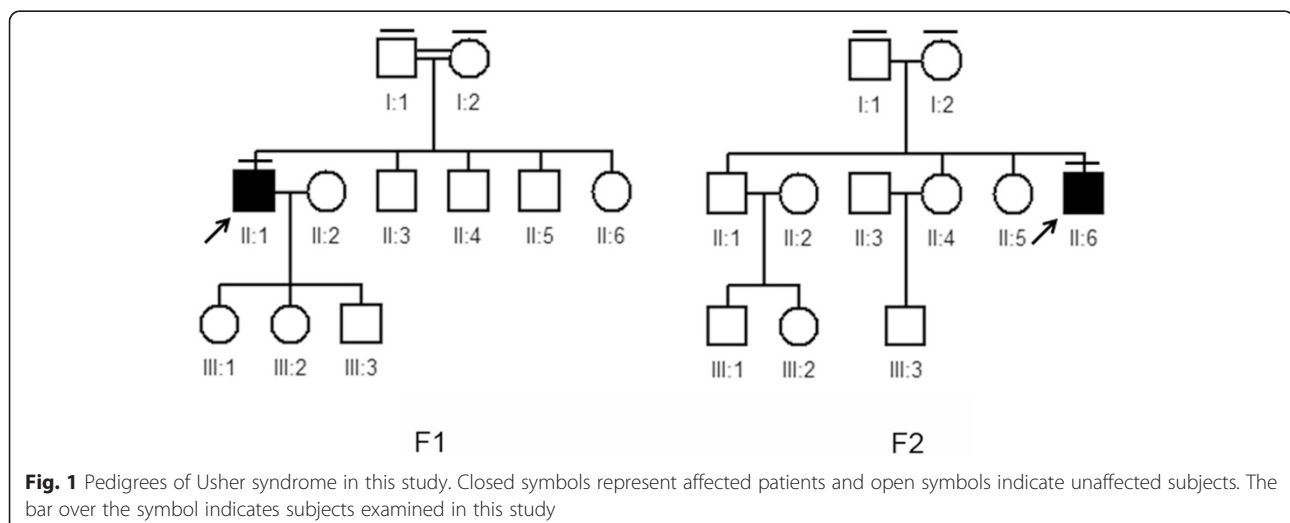 I:1 I:2 I:1 I:2
II:1 II:2 II:3 II:4 II:5 II:6 II:1 II:2 II:3 II:4 II:5 II:6
III:1 III:2 III:3 III:1 III:2 III:3
F1 F2
Fig. 1 Pedigrees of Usher syndrome in this study. Closed symbols represent affected patients and open symbols indicate unaffected subjects. The
bar over the symbol indicates subjects examined in this study